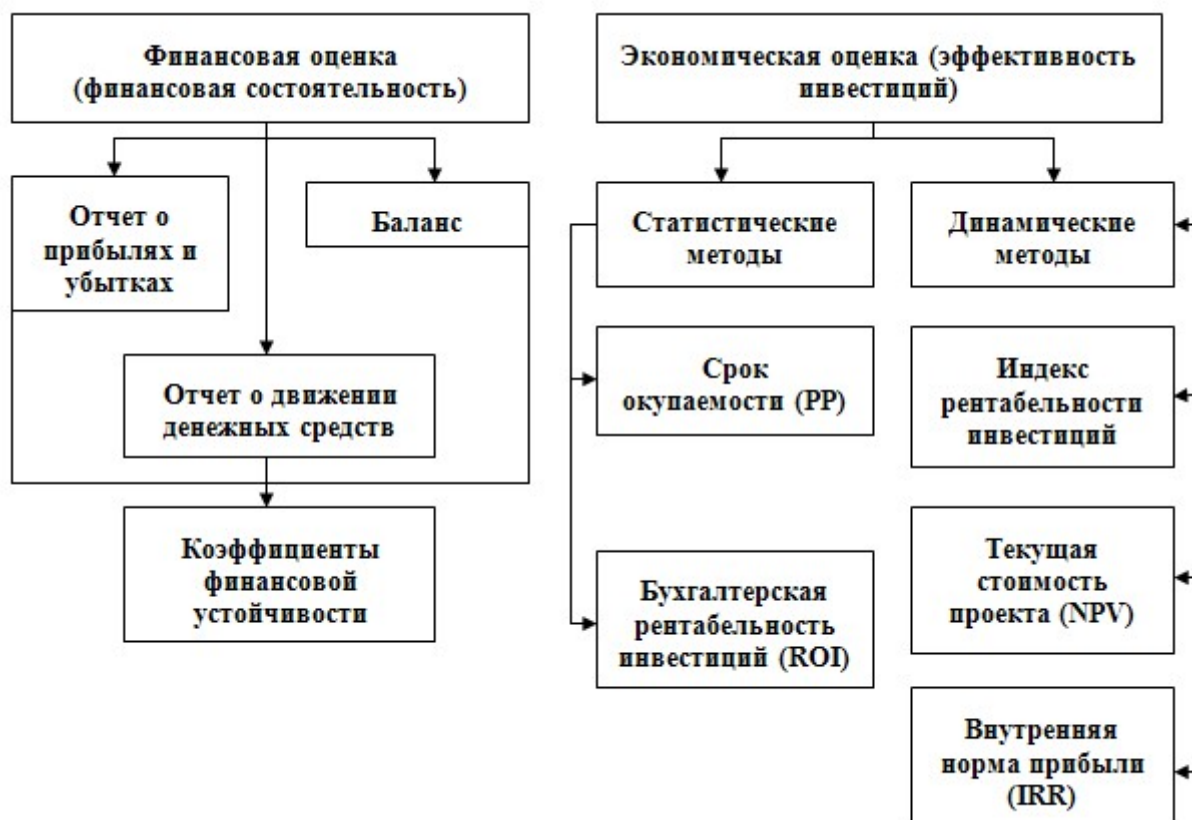 Финансовая оценка
(финансовая состоятельность)
Экономическая оценка (эффективность
инвестиций)
Отчет о
прибылях и
убытках
Баланс
Статистические
методы
Динамические
методы
Отчет о движении
денежных средств
Срок
окупаемости (PP)
Индекс
рентабельности
инвестиций
Коэффициенты
финансовой
устойчивости
Бухгалтерская
рентабельность
инвестиций (ROI)
Текущая
стоимость
проекта (NPV)
Внутренняя
норма прибыли
(IRR)